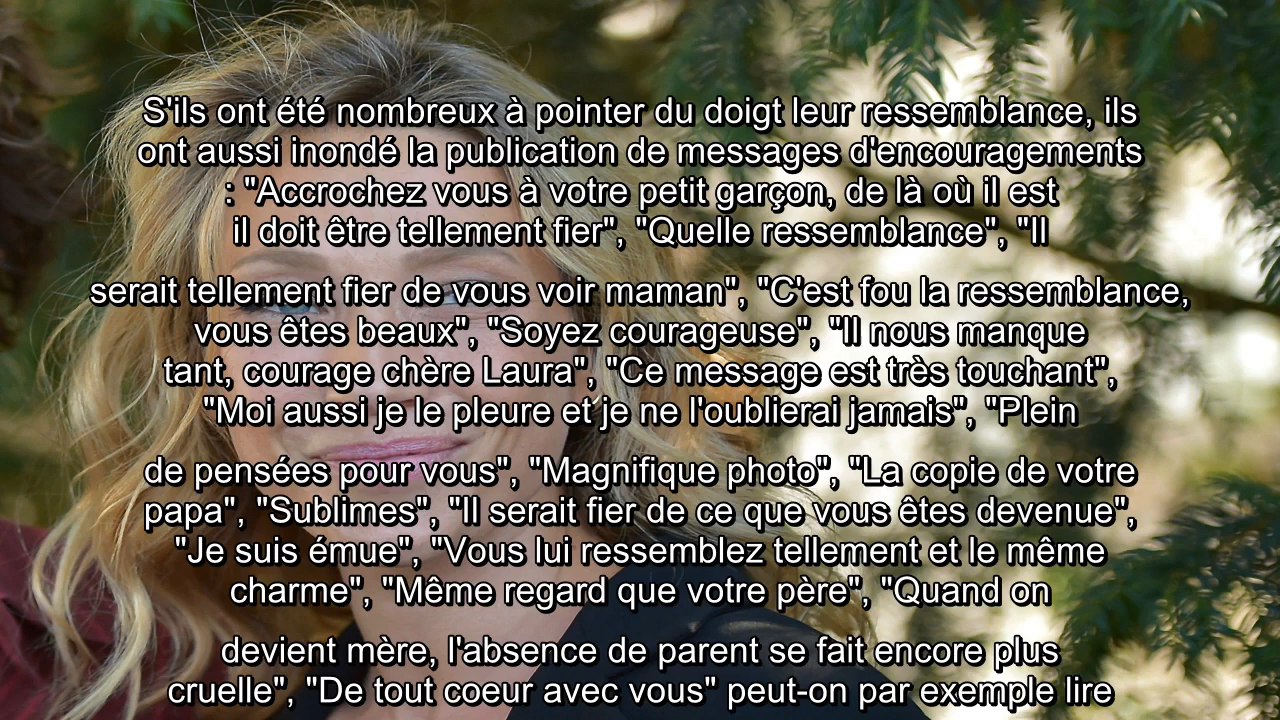 S'ils ont été nombreux à pointer du doigt leur ressemblance, ils
ont aussi inondé la publication de messages d'encouragements
: "Accrochez vous à votre petit garçon, de là où il est
il doit être tellement fier", "Quelle ressemblance", "Il
serait tellement fier de vous voir maman", "C'est fou la ressemblance,
vous êtes beaux", "Soyez courageuse", "Il nous manque
tant, courage chère Laura", "Ce message est très touchant",
"Moi aussi je le pleure et je ne l'oublierai jamais", "Plein
de pensées pour vous", "Magnifique photo", "La copie de votre
papa", "Sublimes", "Il serait fier de ce que vous êtes devenue",
"Je suis émue", "Vous lui ressemblez tellement et le même
charme", "Même regard que votre père", "Quand on
devient mère, l'absence de parent se fait encore plus
cruelle", "De tout coeur avec vous" peut-on par exemple lire